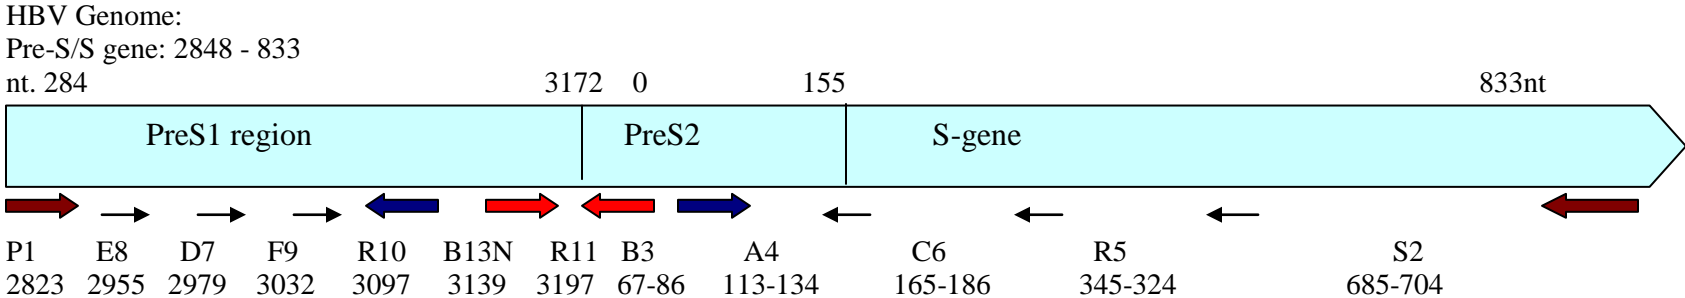 HBV Genome:
Pre-S/S gene: 2848 - 833
nt. 284 3172 0 155 833nt
PreS1 region PreS2 S-gene
P1 E8 D7 F9 R10 B13N R11 B3 A4 C6 R5 S2
2823 2955 2979 3032 3097 3139 3197 67-86 113-134 165-186 345-324 685-704